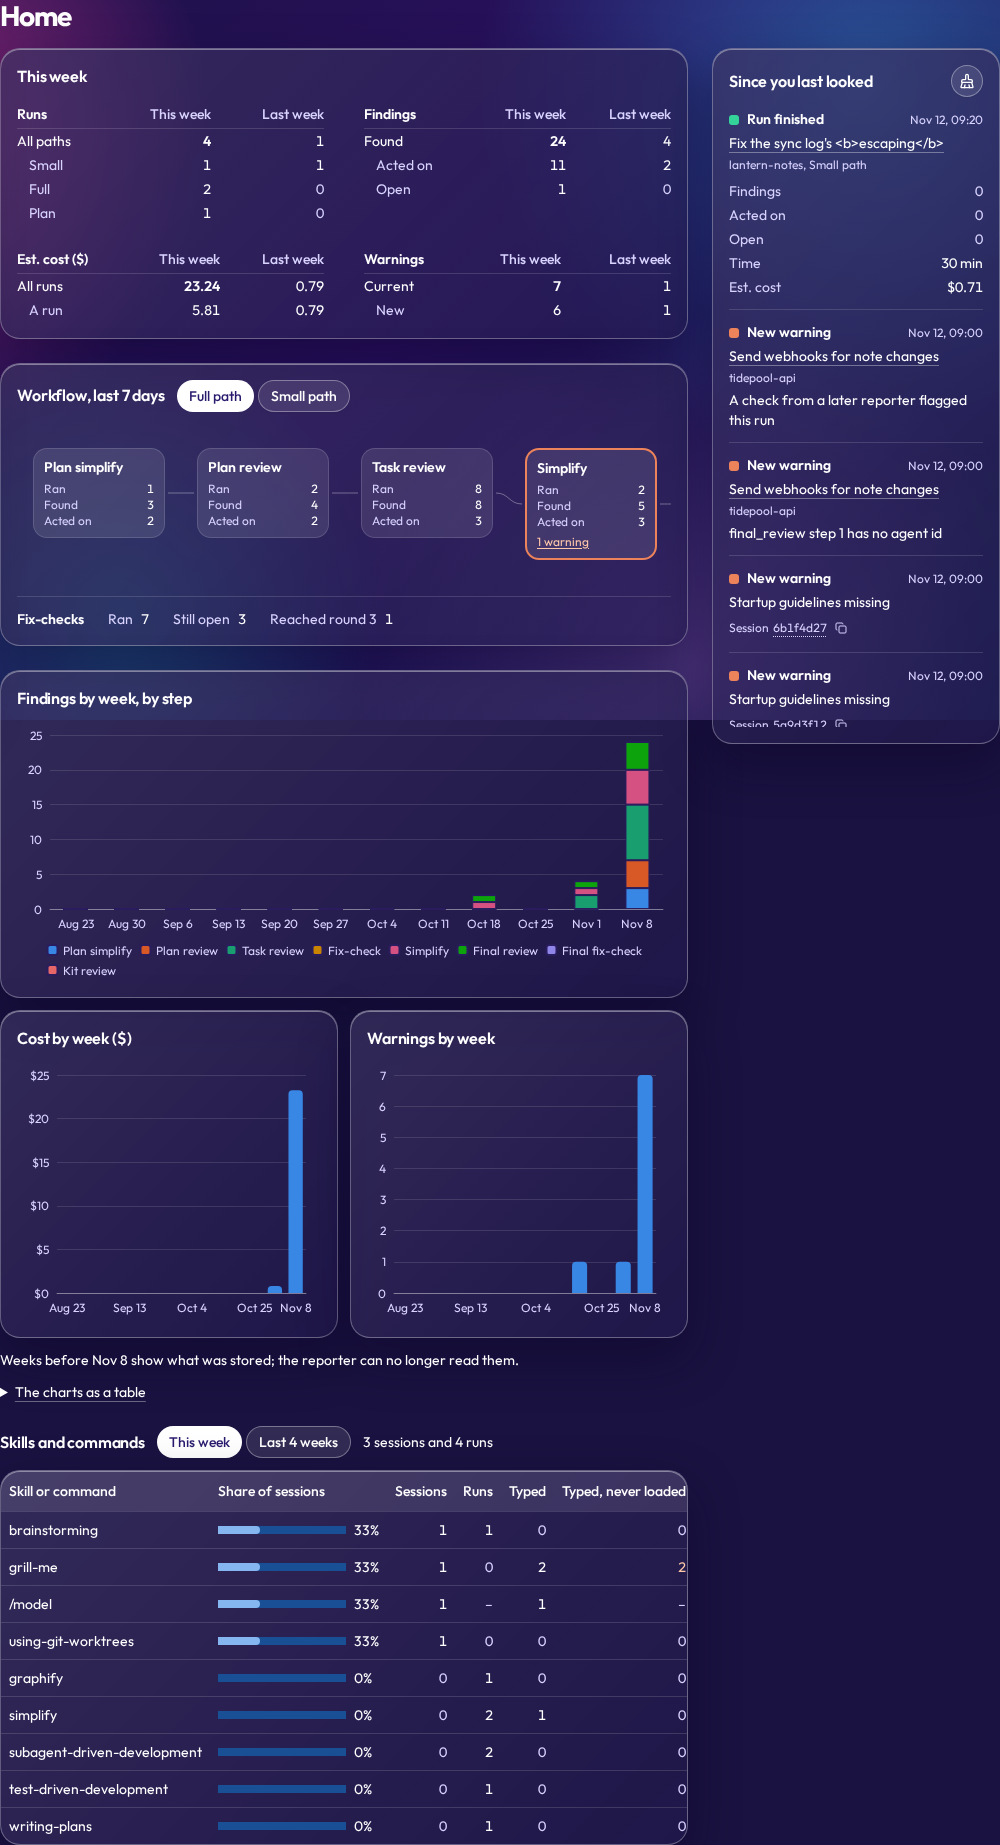 Home
This week
Runs This week Last week
All paths 4 1
Small 1 1
Full 2 0
Plan 1 0
Findings This week Last week
Found 24 4
Acted on 11 2
Open 1 0
Est. cost ($) This week Last week
All runs 23.24 0.79
A run 5.81 0.79
Warnings This week Last week
Current 7 1
New 6 1
Workflow, last 7 days Full path Small path
Plan simplify
Ran 1
Found 3
Acted on 2
Plan review
Ran 2
Found 4
Acted on 2
Task review
Ran 8
Found 8
Acted on 3
Simplify
Ran 2
Found 5
Acted on 3
1 warning
Fix-checks Ran 7 Still open 3 Reached round 3 1
Findings by week, by step
25
20
15
10
5
0
Aug 23 Aug 30 Sep 6 Sep 13 Sep 20 Sep 27 Oct 4 Oct 11 Oct 18 Oct 25 Nov 1 Nov 8
Plan simplify Plan review Task review Fix-check Simplify Final review Final fix-check
Kit review
Cost by week ($)
$25
$20
$15
$10
$5
$0
Aug 23 Sep 13 Oct 4 Oct 25 Nov 8
Warnings by week
7
6
5
4
3
2
1
0
Aug 23 Sep 13 Oct 4 Oct 25 Nov 8
Weeks before Nov 8 show what was stored; the reporter can no longer read them.
The charts as a table
Skills and commands This week Last 4 weeks 3 sessions and 4 runs
Skill or command Share of sessions Sessions Runs Typed Typed, never loaded
brainstorming 33% 1 1 0 0
grill-me 33% 1 0 2 2
/model 33% 1 – 1 –
using-git-worktrees 33% 1 0 0 0
graphify 0% 0 1 0 0
simplify 0% 0 2 1 0
subagent-driven-development 0% 0 2 0 0
test-driven-development 0% 0 1 0 0
writing-plans 0% 0 1 0 0
Since you last looked
Run finished Nov 12, 09:20
Fix the sync log's <b>escaping</b>
lantern-notes, Small path
Findings 0
Acted on 0
Open 0
Time 30 min
Est. cost $0.71
New warning Nov 12, 09:00
Send webhooks for note changes
tidepool-api
A check from a later reporter flagged
this run
New warning Nov 12, 09:00
Send webhooks for note changes
tidepool-api
final_review step 1 has no agent id
New warning Nov 12, 09:00
Startup guidelines missing
Session 6b1f4d27
New warning Nov 12, 09:00
Startup guidelines missing
Session 5a9d3f12